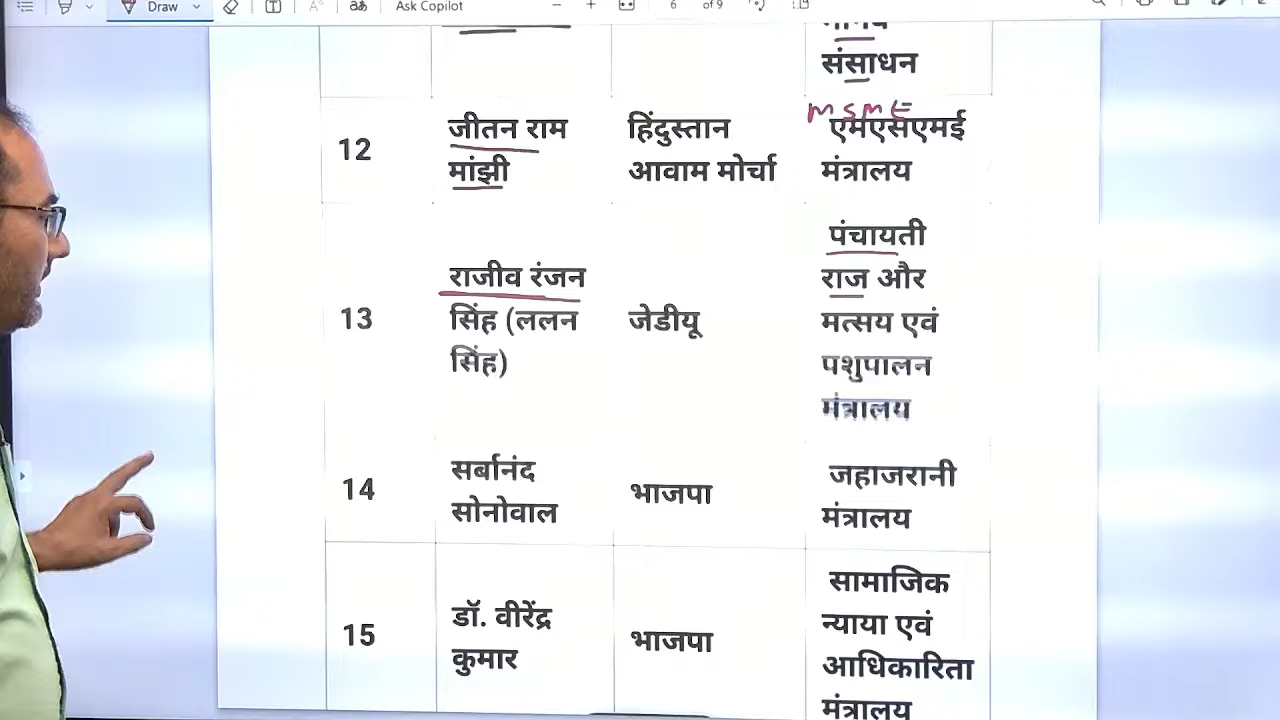 Draw
Ask Copilot
6 of 9
संसाधन
M S M E
12
जीतन राम
मांझी
हिंदुस्तान
आवाम मोर्चा
एमएसएमई
मंत्रालय
13
राजीव रंजन
सिंह (ललन
सिंह)
जेडीयू
पंचायती
राज और
मत्सय एवं
पशुपालन
मंत्रालय
14
सर्बानंद
सोनोवाल
भाजपा
जहाजरानी
मंत्रालय
15
डॉ. वीरेंद्र
कुमार
भाजपा
सामाजिक
न्याया एवं
आधिकारिता
मंत्रालय